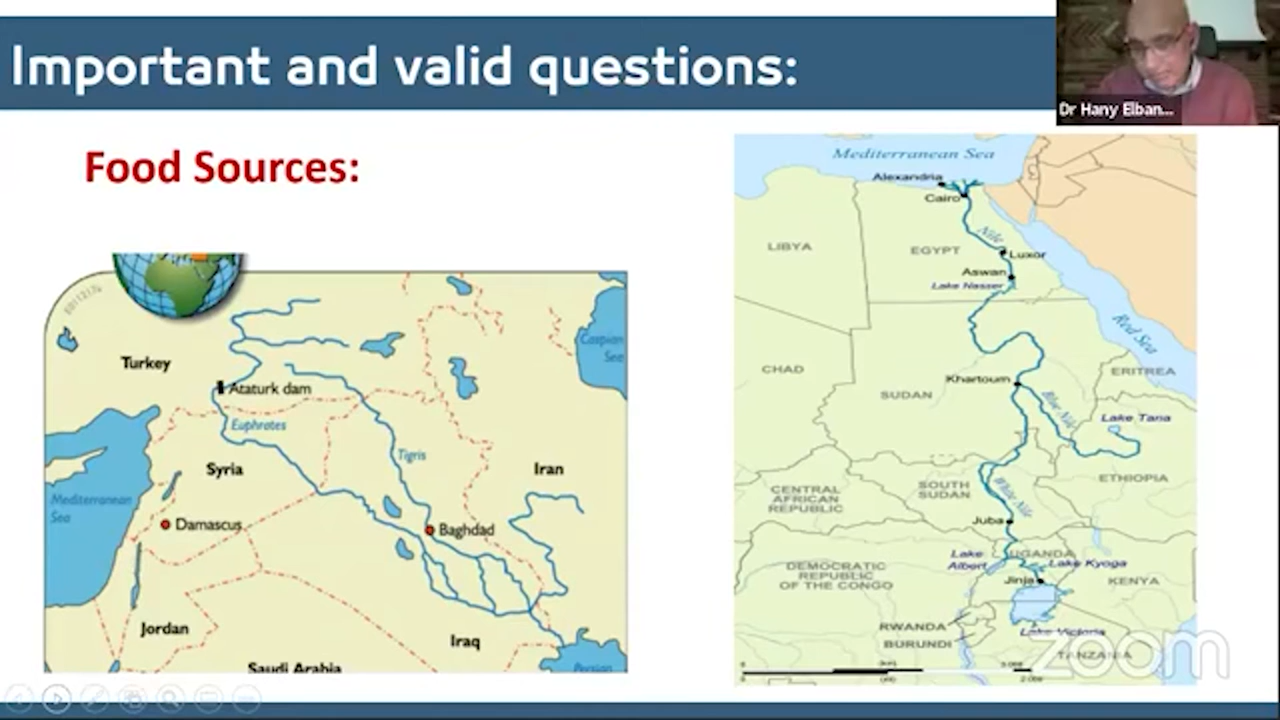 Important and valid questions:
Dr Hany Elban...
Food Sources:
Turkey
Ataturk dam
Caspian
Sea
Euphrates
Tigris
Syria
Iran
Mediterranean
Sea
Damascus
Baghdad
Jordan
Iraq
Saudi Arabia
Persian
Mediterranean Sea
Alexandria
Cairo
LIBYA
EGYPT
Nile
Luxor
Aswan
Lake Nasser
Red Sea
CHAD
SUDAN
Khartoum
ERITREA
Blue Nile
Lake Tana
ETHIOPIA
CENTRAL
AFRICAN
REPUBLIC
SOUTH
SUDAN
White Nile
Juba
Lake
Albert
UGANDA
Lake Kyoga
DEMOCRATIC
REPUBLIC
OF THE CONGO
Jinja
KENYA
RWANDA
BURUNDI
Lake Victoria
TANZANIA
zoom